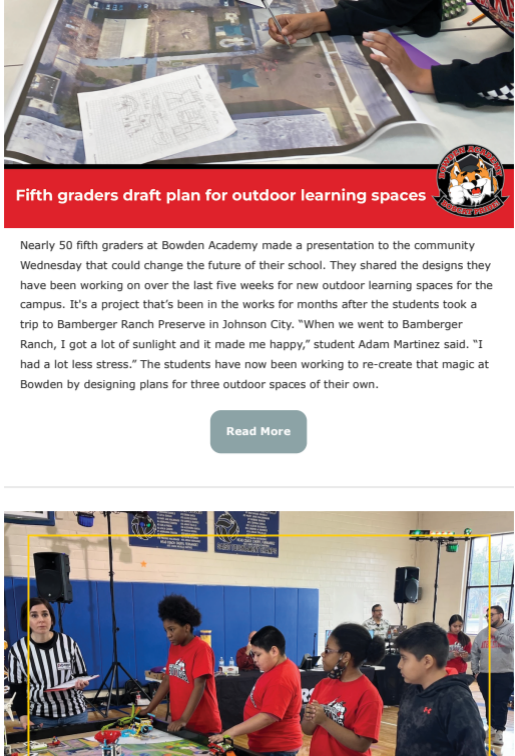 Fifth graders draft plan for outdoor learning spaces
BOWDEN ACADEMY
BOBCAT PRIDE!
Nearly 50 fifth graders at Bowden Academy made a presentation to the community
Wednesday that could change the future of their school. They shared the designs they
have been working on over the last five weeks for new outdoor learning spaces for the
campus. It's a project that’s been in the works for months after the students took a
trip to Bamberger Ranch Preserve in Johnson City. “When we went to Bamberger
Ranch, I got a lot of sunlight and it made me happy,” student Adam Martinez said. “I
had a lot less stress.” The students have now been working to re-create that magic at
Bowden by designing plans for three outdoor spaces of their own.
Read More